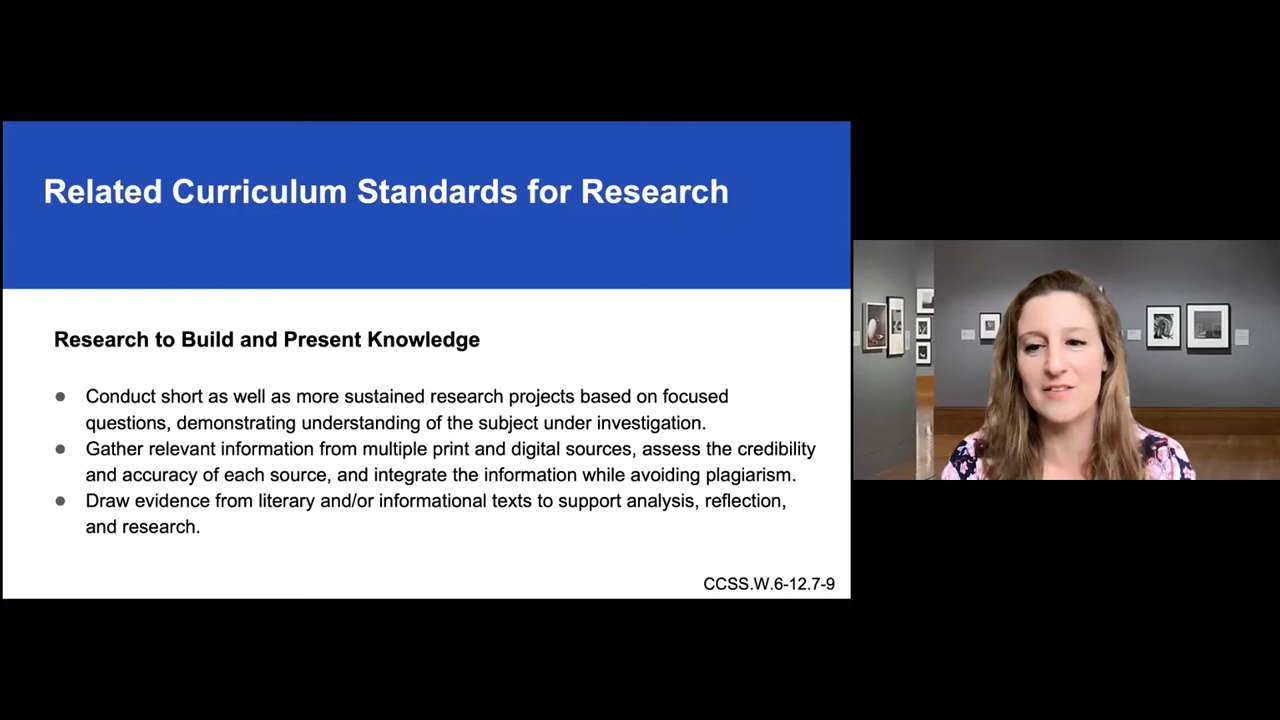 Related Curriculum Standards for Research
Research to Build and Present Knowledge
● Conduct short as well as more sustained research projects based on focused
questions, demonstrating understanding of the subject under investigation.
● Gather relevant information from multiple print and digital sources, assess the credibility
and accuracy of each source, and integrate the information while avoiding plagiarism.
● Draw evidence from literary and/or informational texts to support analysis, reflection,
and research.
CCSS.W.6-12.7-9